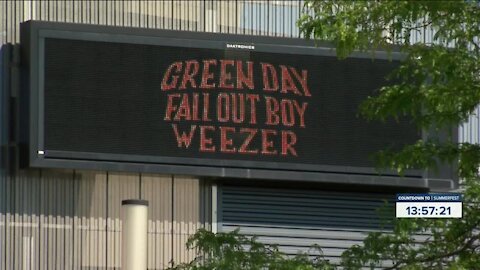 DAKTRONICS
GREEN DAY
FALL OUT BOY
WEEZER
COUNTDOWN TO | SUMMERFEST
13:57:21